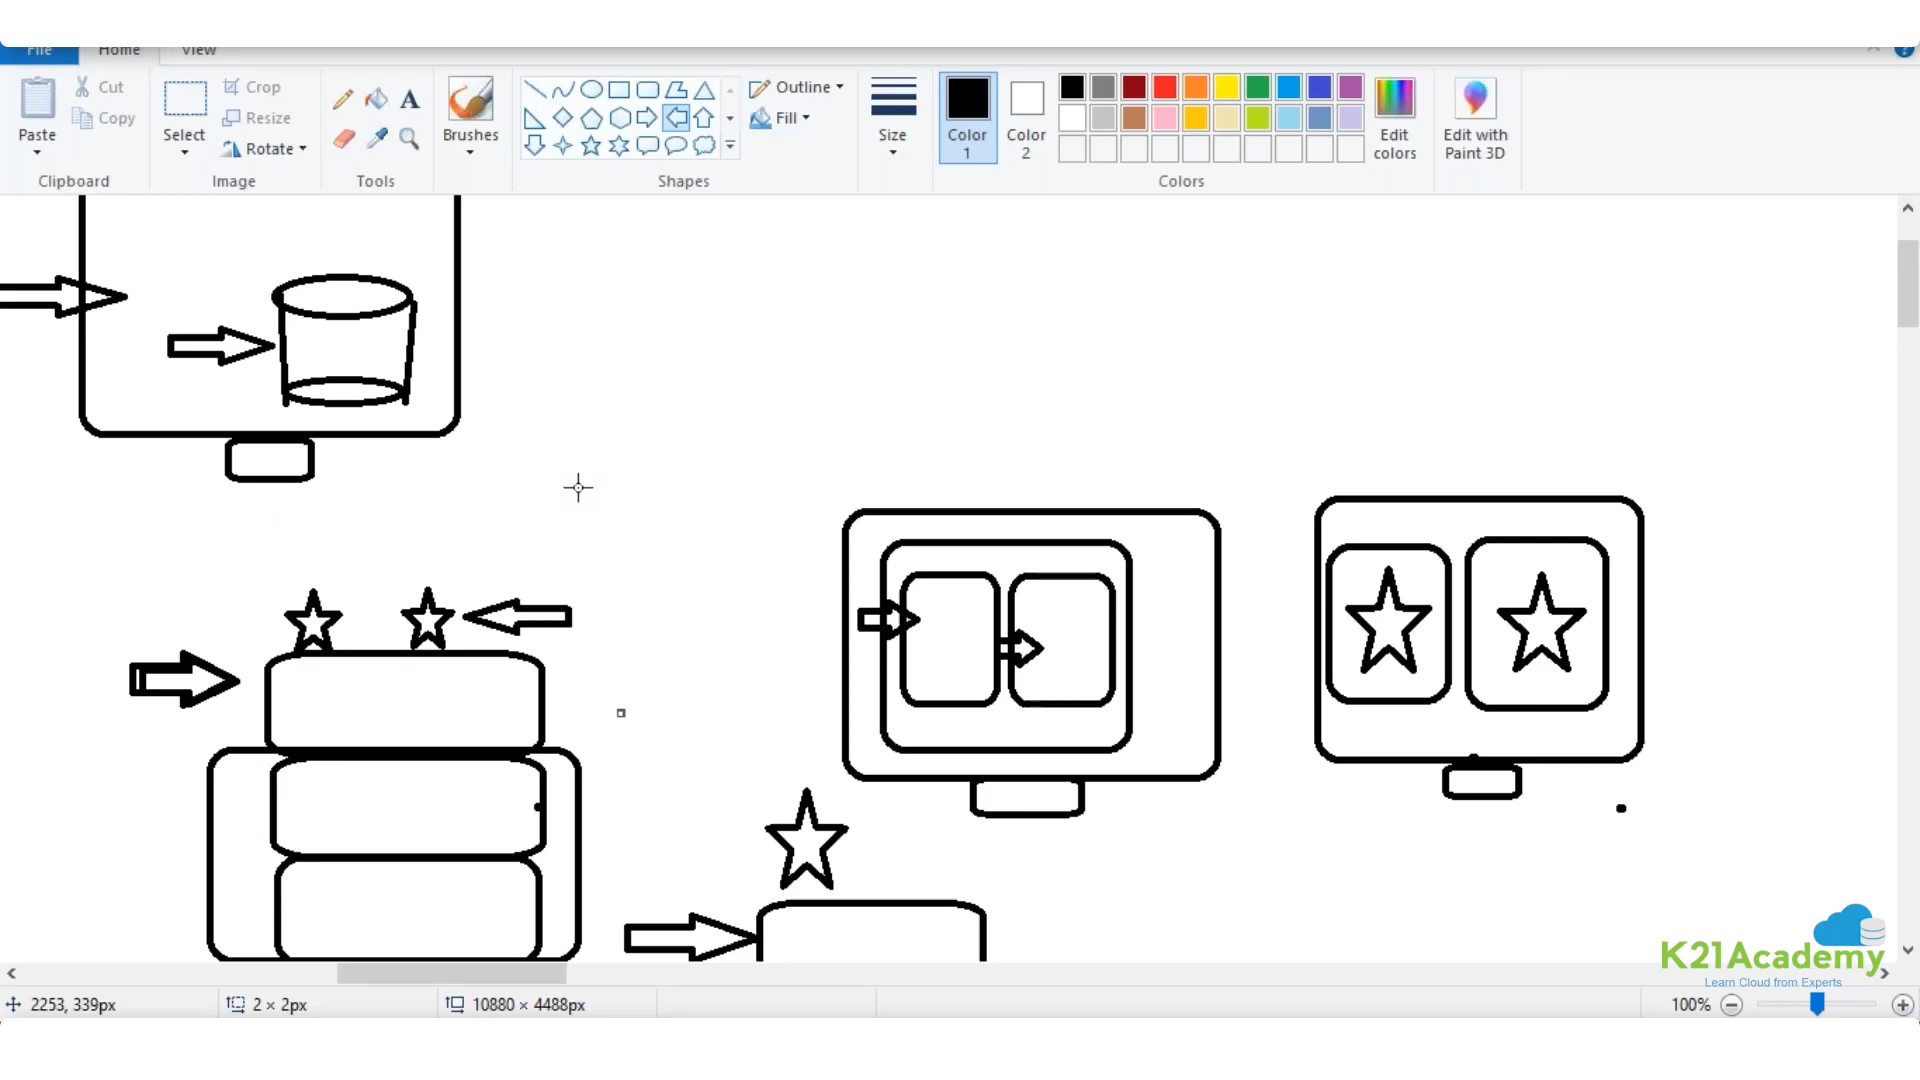 File Home View
Paste
Cut
Copy
Clipboard
Select
Crop
Resize
Rotate
Image
A
Tools
Brushes
Outline
Fill
Shapes
Size
Color 1
Color 2
Edit colors
Colors
Edit with Paint 3D
K21Academy
Learn Cloud from Experts
2253, 339px
2 × 2px
10880 × 4488px
100%